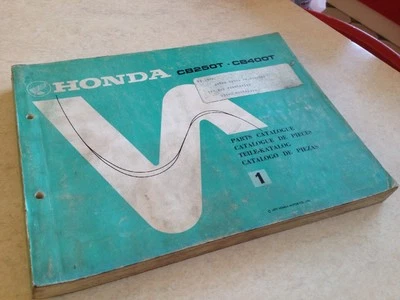 HONDA CB250T · CB400T
PARTS CATALOGUE
CATALOGUE DE PIECES
TEILE-KATALOG
CATALOGO DE PIEZAS
1